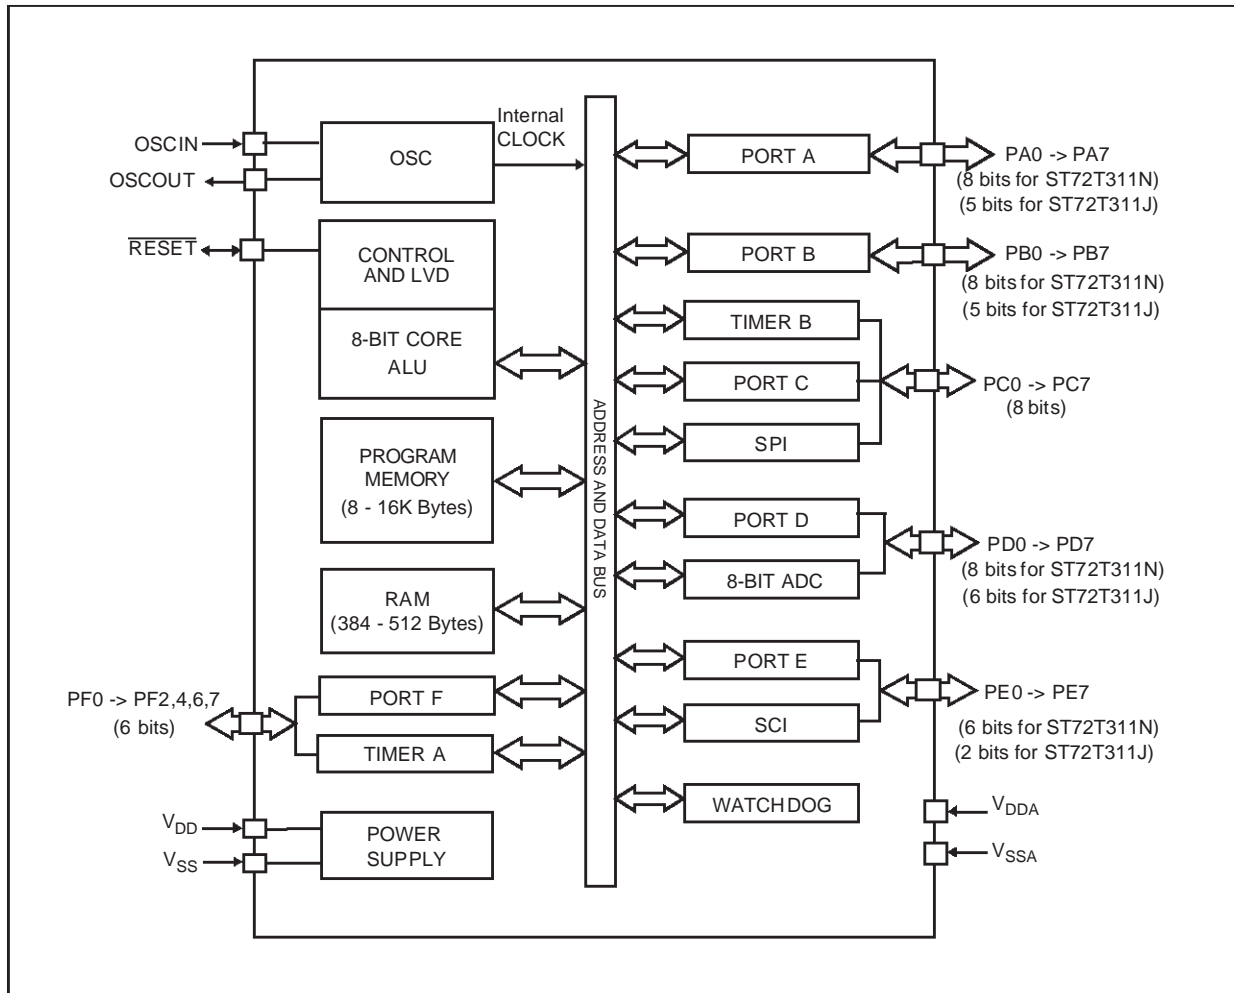 OSCIN
OSCOUT
RESET
OSC
Internal
CLOCK
CONTROL
AND LVD
8-BIT CORE
ALU
PROGRAM
MEMORY
(8 - 16K Bytes)
RAM
(384 - 512 Bytes)
PF0 -> PF2,4,6,7
(6 bits)
PORT F
TIMER A
VDD
VSS
POWER
SUPPLY
ADDRESS AND DATA BUS
PORT A
PA0 -> PA7
(8 bits for ST72T311N)
(5 bits for ST72T311J)
PORT B
PB0 -> PB7
(8 bits for ST72T311N)
(5 bits for ST72T311J)
TIMER B
PORT C
SPI
PC0 -> PC7
(8 bits)
PORT D
8-BIT ADC
PD0 -> PD7
(8 bits for ST72T311N)
(6 bits for ST72T311J)
PORT E
SCI
PE0 -> PE7
(6 bits for ST72T311N)
(2 bits for ST72T311J)
WATCHDOG
VDDA
VSSA